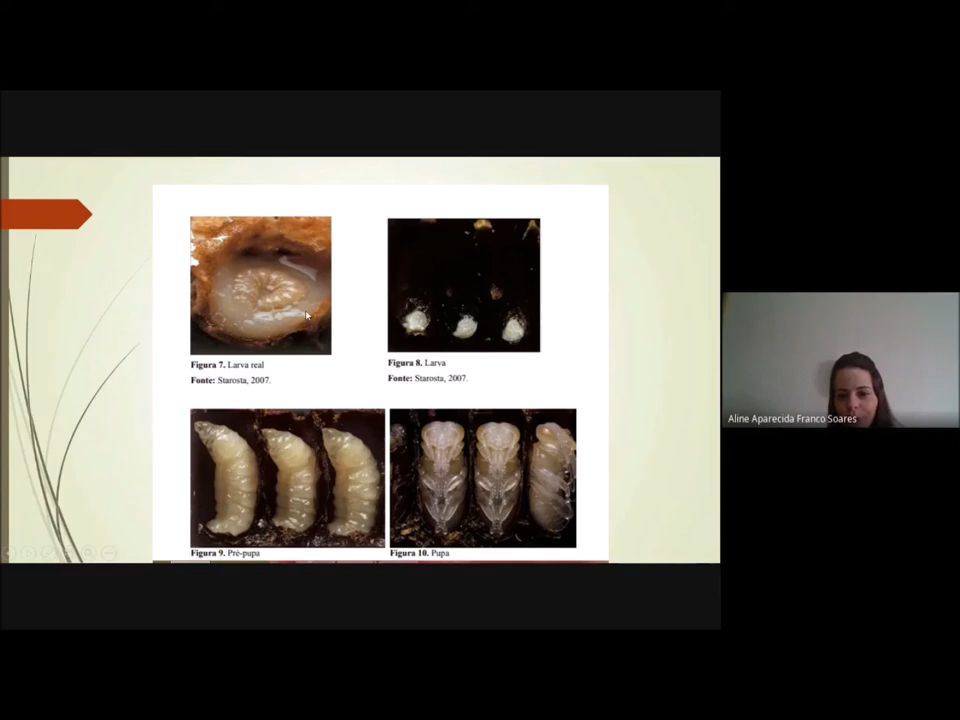 Figura 7. Larva real
Fonte: Starosta, 2007.
Figura 8. Larva
Fonte: Starosta, 2007.
Figura 9. Pré-pupa
Figura 10. Pupa
Aline Aparecida Franco Soares